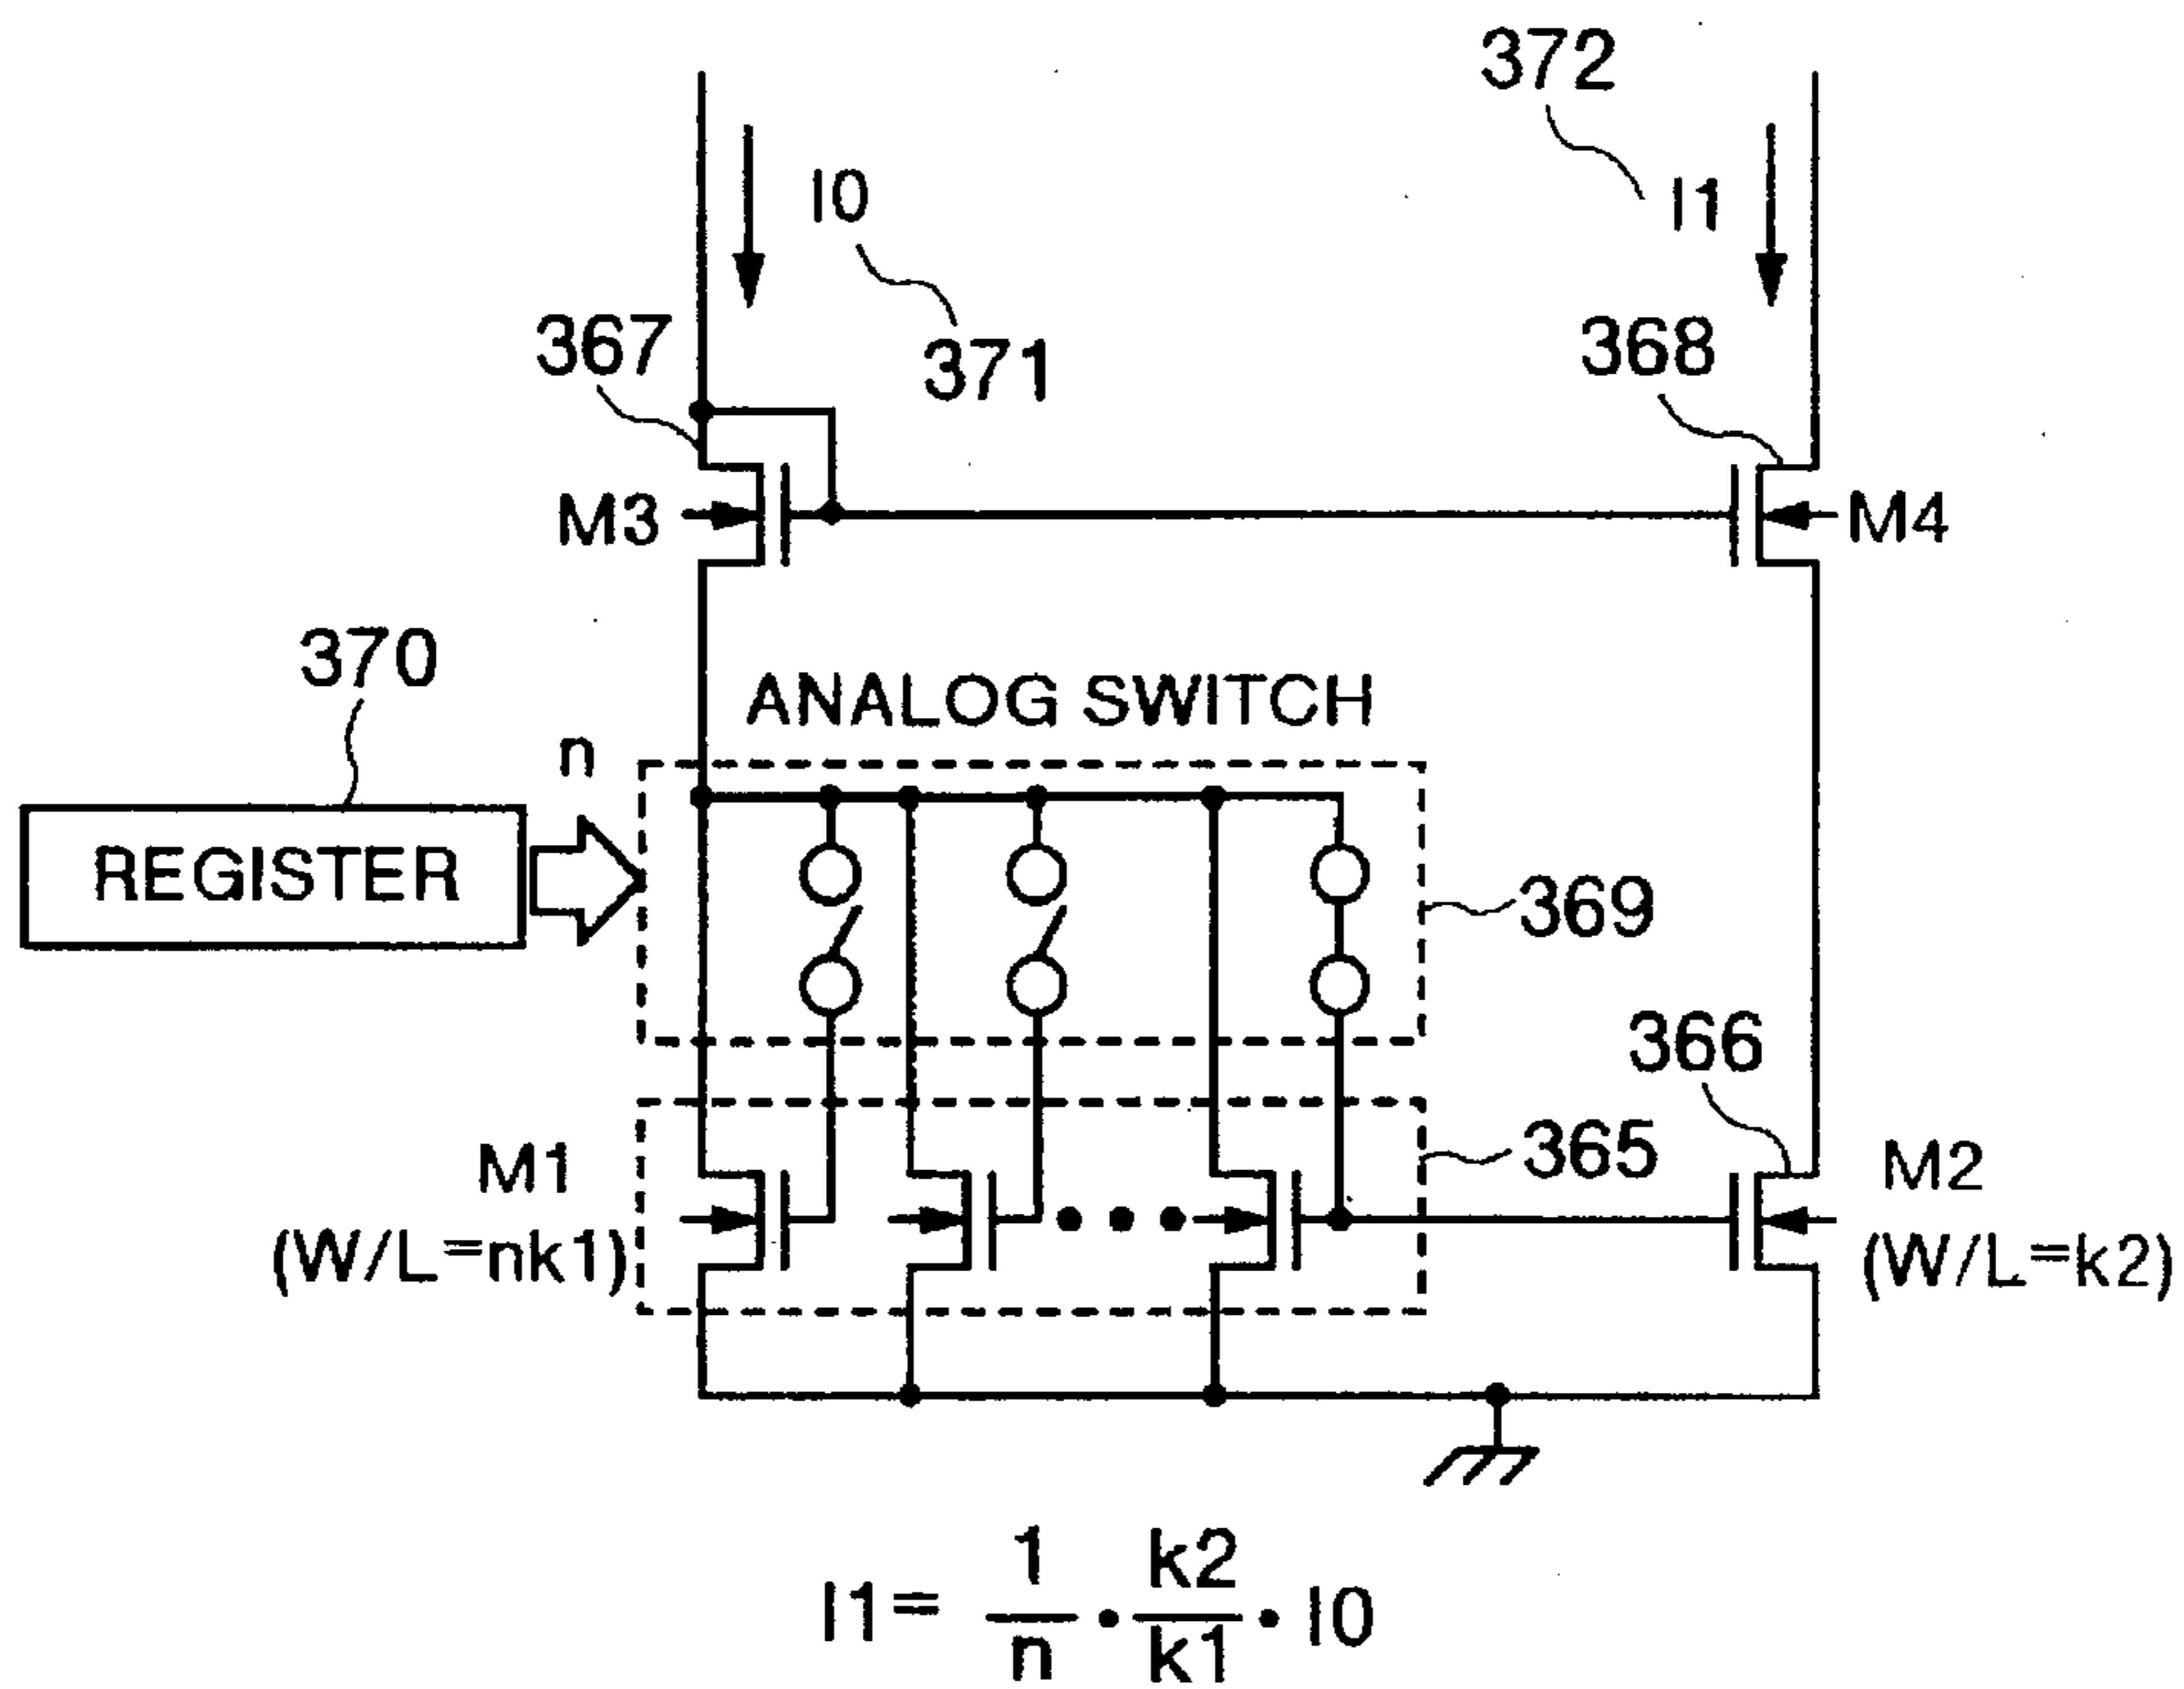 372
I0
I1
367
371
368
M3
M4
370
ANALOG SWITCH
n
REGISTER
369
366
M1
365
M2
(W/L=nk1)
(W/L=k2)
I1= 1/n • k2/k1 • I0